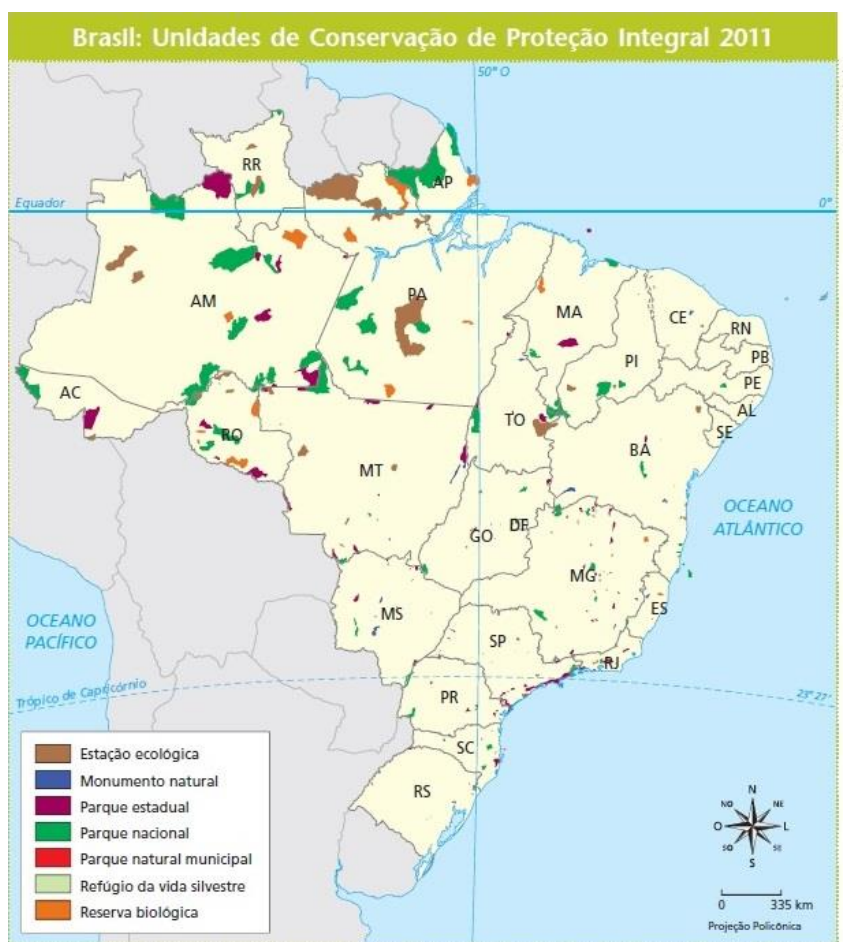 Brasil: Unidades de Conservação de Proteção Integral 2011
50° O
RR
AP
Equador
0°
AM
PA
MA
CE
RN
PB
PI
PE
AC
AL
TO
SE
RO
BA
MT
OCEANO
ATLÂNTICO
GO
DF
MG
ES
MS
OCEANO
PACÍFICO
SP
RJ
Trópico de Capricórnio
23° 27'
PR
SC
RS
Estação ecológica
Monumento natural
Parque estadual
Parque nacional
Parque natural municipal
Refúgio da vida silvestre
Reserva biológica
N
NO
NE
O
L
SO
SE
S
0
335 km
Projeção Policônica